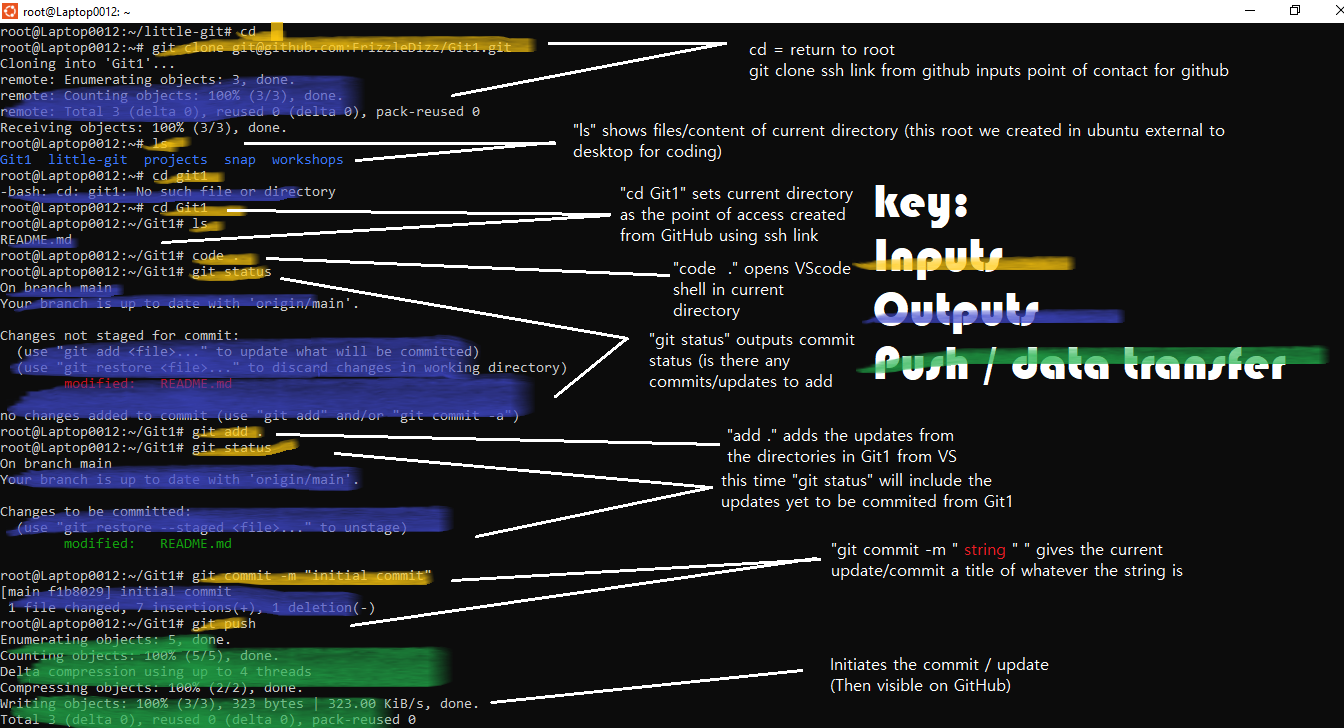 root@Laptop0012: ~
root@Laptop0012:~/little-git# cd
root@Laptop0012:~# git clone git@github.com:FrizzleDizz/Git1.git
Cloning into 'Git1'...
remote: Enumerating objects: 3, done.
remote: Counting objects: 100% (3/3), done.
remote: Total 3 (delta 0), reused 0 (delta 0), pack-reused 0
Receiving objects: 100% (3/3), done.
root@Laptop0012:~# ls
Git1 little-git projects snap workshops
root@Laptop0012:~# cd git1
-bash: cd: git1: No such file or directory
root@Laptop0012:~# cd Git1
root@Laptop0012:~/Git1# ls
README.md
root@Laptop0012:~/Git1# code .
root@Laptop0012:~/Git1# git status
On branch main
Your branch is up to date with 'origin/main'.
Changes not staged for commit:
(use "git add <file>..." to update what will be committed)
(use "git restore <file>..." to discard changes in working directory)
modified: README.md
no changes added to commit (use "git add" and/or "git commit -a")
root@Laptop0012:~/Git1# git add .
root@Laptop0012:~/Git1# git status
On branch main
Your branch is up to date with 'origin/main'.
Changes to be committed:
(use "git restore --staged <file>..." to unstage)
modified: README.md
root@Laptop0012:~/Git1# git commit -m "initial commit"
[main f1b8029] initial commit
1 file changed, 7 insertions(+), 1 deletion(-)
root@Laptop0012:~/Git1# git push
Enumerating objects: 5, done.
Counting objects: 100% (5/5), done.
Delta compression using up to 4 threads
Compressing objects: 100% (2/2), done.
Writing objects: 100% (3/3), 323 bytes | 323.00 KiB/s, done.
Total 3 (delta 0), reused 0 (delta 0), pack-reused 0
cd = return to root
git clone ssh link from github inputs point of contact for github
"ls" shows files/content of current directory (this root we created in ubuntu external to
desktop for coding)
"cd Git1" sets current directory
as the point of access created
from GitHub using ssh link
"code ." opens VScode
shell in current
directory
"git status" outputs commit
status (is there any
commits/updates to add
"add ." adds the updates from
the directories in Git1 from VS
this time "git status" will include the
updates yet to be commited from Git1
"git commit -m " string " " gives the current
update/commit a title of whatever the string is
Initiates the commit / update
(Then visible on GitHub)
key:
Inputs
Outputs
Push / data transfer